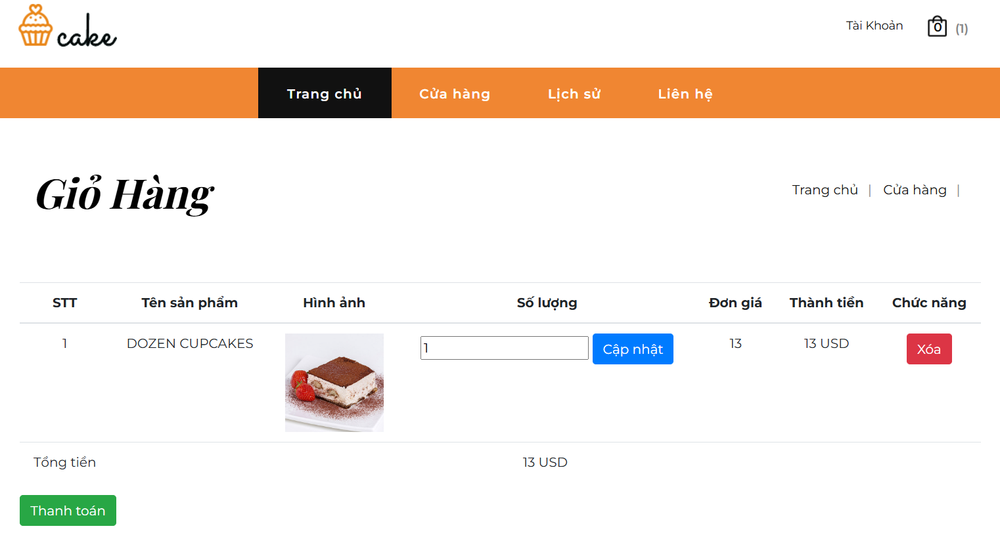 cake
Tài Khoản 0 (1)
Trang chủ Cửa hàng Lịch sử Liên hệ
Giỏ Hàng
Trang chủ | Cửa hàng |
STT Tên sản phẩm Hình ảnh Số lượng Đơn giá Thành tiền Chức năng
1 DOZEN CUPCAKES 1 Cập nhật 13 13 USD Xóa
Tổng tiền 13 USD
Thanh toán